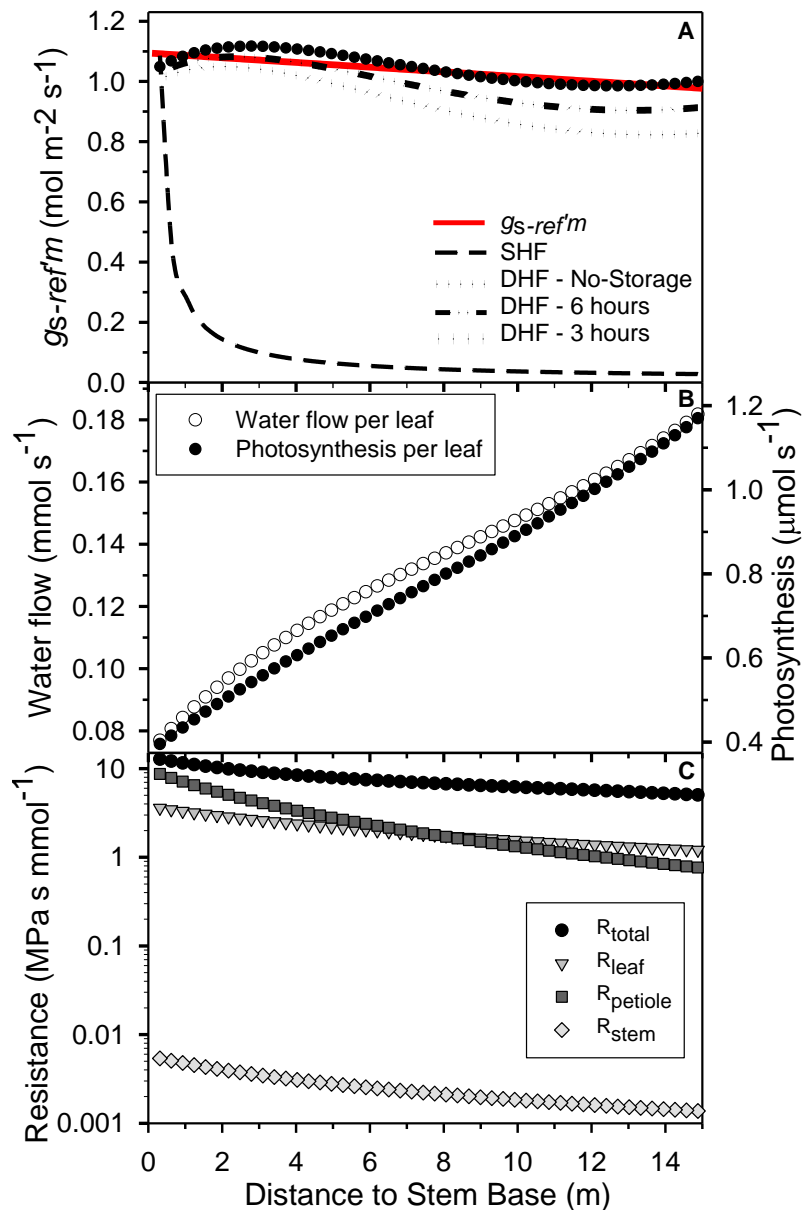 A
1.2
1.0
0.8
0.6
0.4
0.2
0.0
gs-ref'm (mol m-2 s-1)
gs-ref'm
SHF
DHF - No-Storage
DHF - 6 hours
DHF - 3 hours
B
0.18
0.16
0.14
0.12
0.10
0.08
Water flow (mmol s-1)
Water flow per leaf
Photosynthesis per leaf
1.2
1.0
0.8
0.6
0.4
Photosynthesis (μmol s-1)
C
10
1
0.1
0.01
0.001
Resistance (MPa s mmol-1)
Rtotal
Rleaf
Rpetiole
Rstem
0 2 4 6 8 10 12 14
Distance to Stem Base (m)